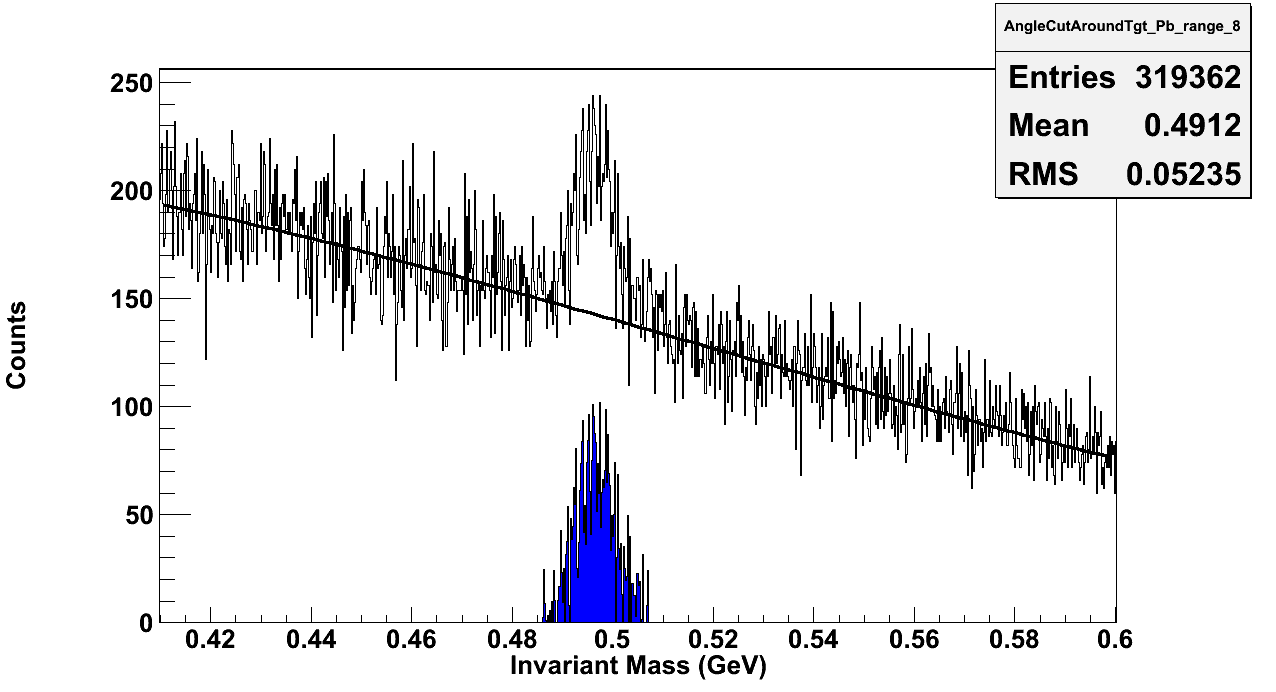 AngleCutAroundTgt_Pb_range_8
Entries 319362
Mean 0.4912
RMS 0.05235
250
200
150
100
50
0
Counts
0.42 0.44 0.46 0.48 0.5 0.52 0.54 0.56 0.58 0.6
Invariant Mass (GeV)